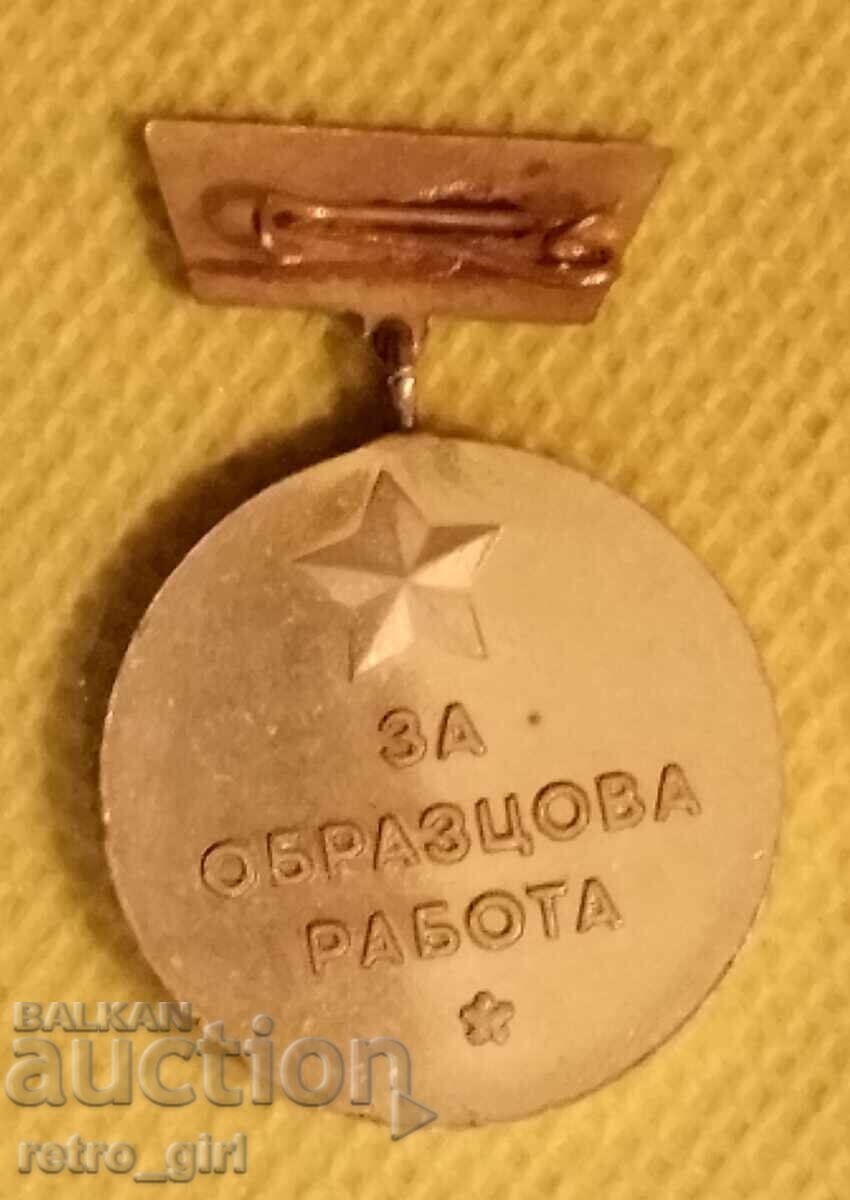 ЗА
ОБРАЗЦОВА
РАБОТА
BALKAN
auction
retro_girl